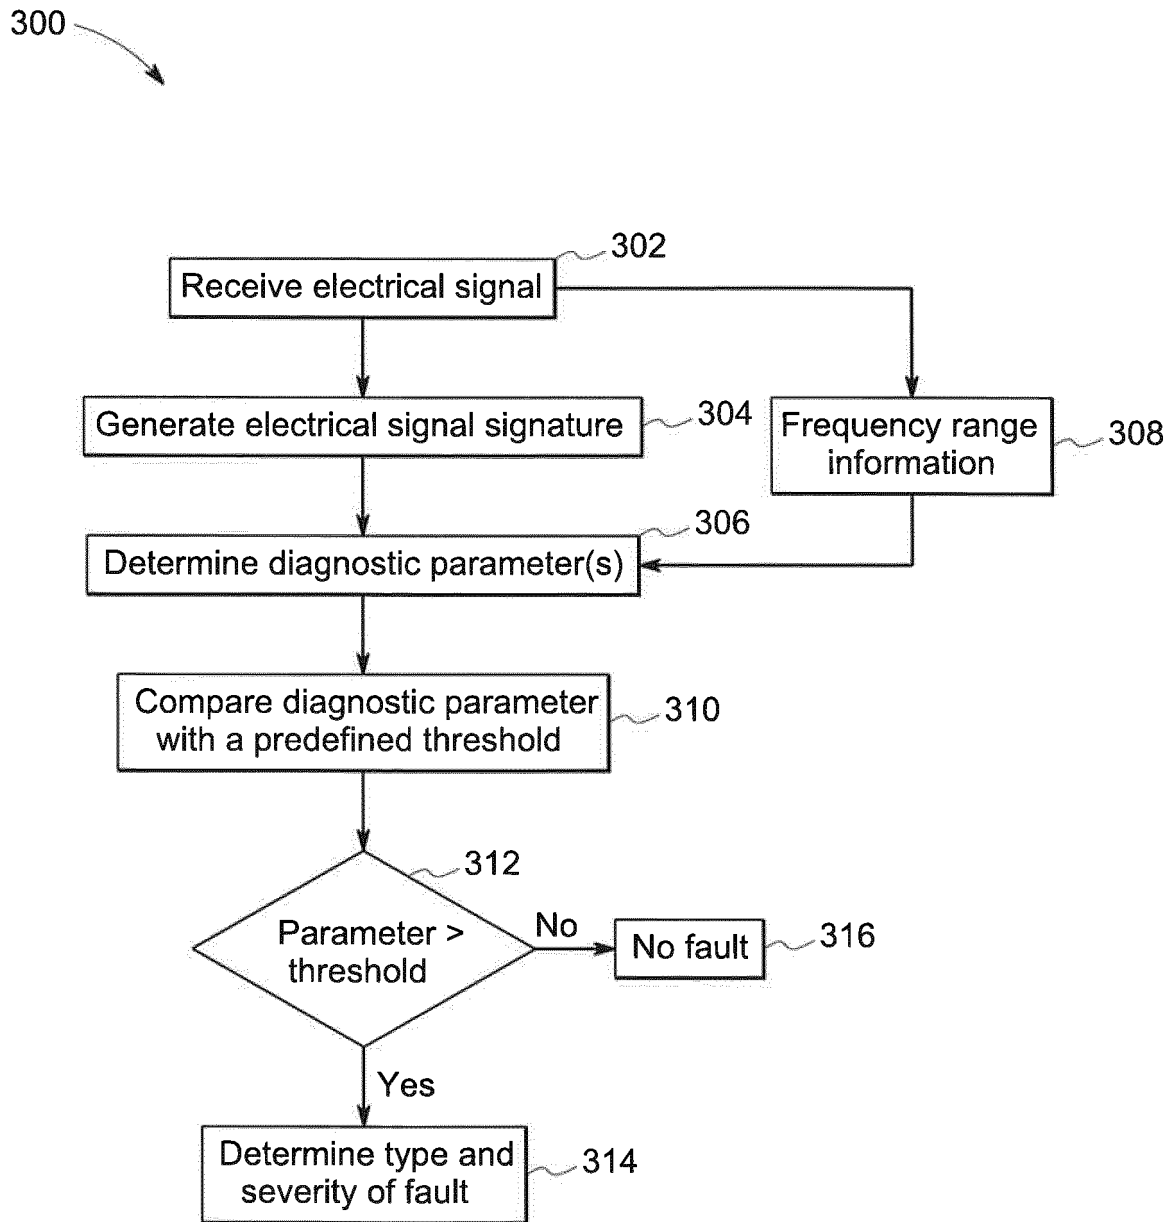 300
302
Receive electrical signal
Generate electrical signal signature
304
Frequency range
information
308
306
Determine diagnostic parameter(s)
Compare diagnostic parameter
with a predefined threshold
310
312
Parameter >
threshold
No
No fault
316
Yes
Determine type and
severity of fault
314